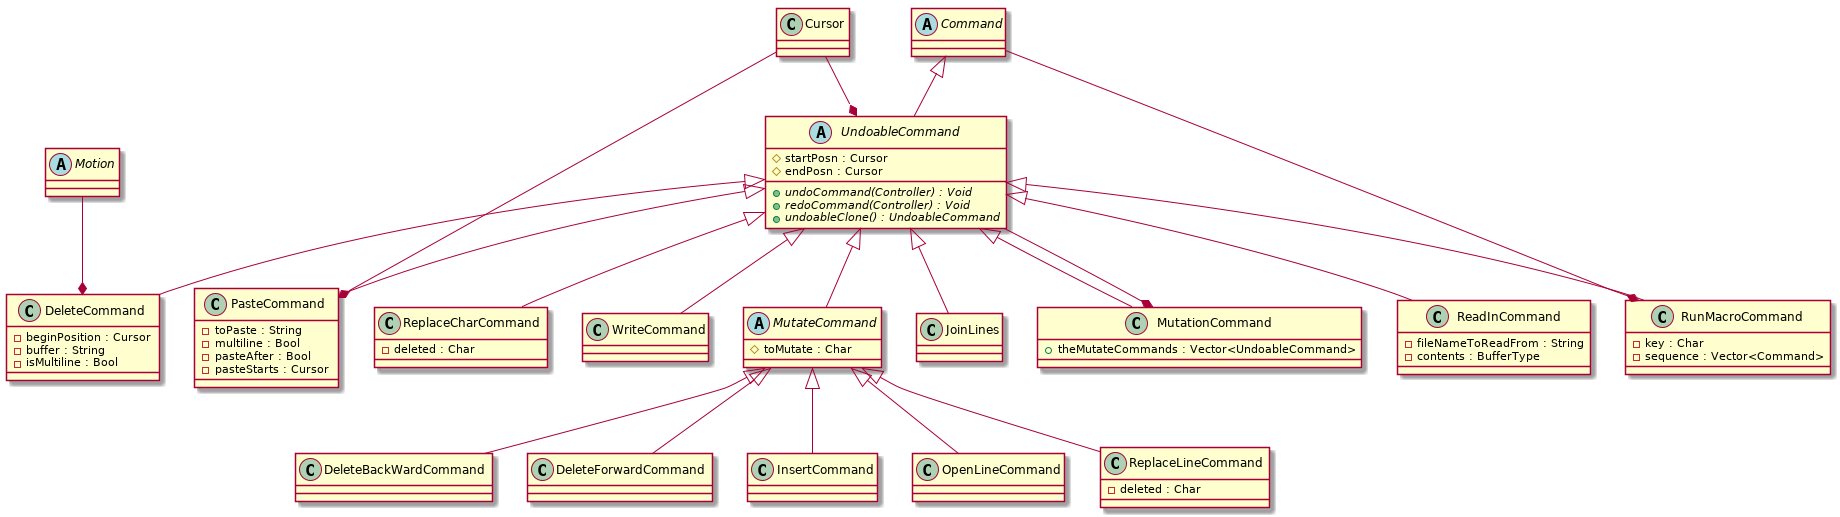 C Cursor
A Command
A Motion
A UndoableCommand
startPosn : Cursor
endPosn : Cursor
undoCommand(Controller) : Void
redoCommand(Controller) : Void
undoableClone() : UndoableCommand
C DeleteCommand
beginPosition : Cursor
buffer : String
isMultiline : Bool
C PasteCommand
toPaste : String
multiline : Bool
pasteAfter : Bool
pasteStarts : Cursor
C ReplaceCharCommand
deleted : Char
C WriteCommand
A MutateCommand
toMutate : Char
C JoinLines
C MutationCommand
theMutateCommands : Vector<UndoableCommand>
C ReadInCommand
fileNameToReadFrom : String
contents : BufferType
C RunMacroCommand
key : Char
sequence : Vector<Command>
C DeleteBackWardCommand
C DeleteForwardCommand
C InsertCommand
C OpenLineCommand
C ReplaceLineCommand
deleted : Char